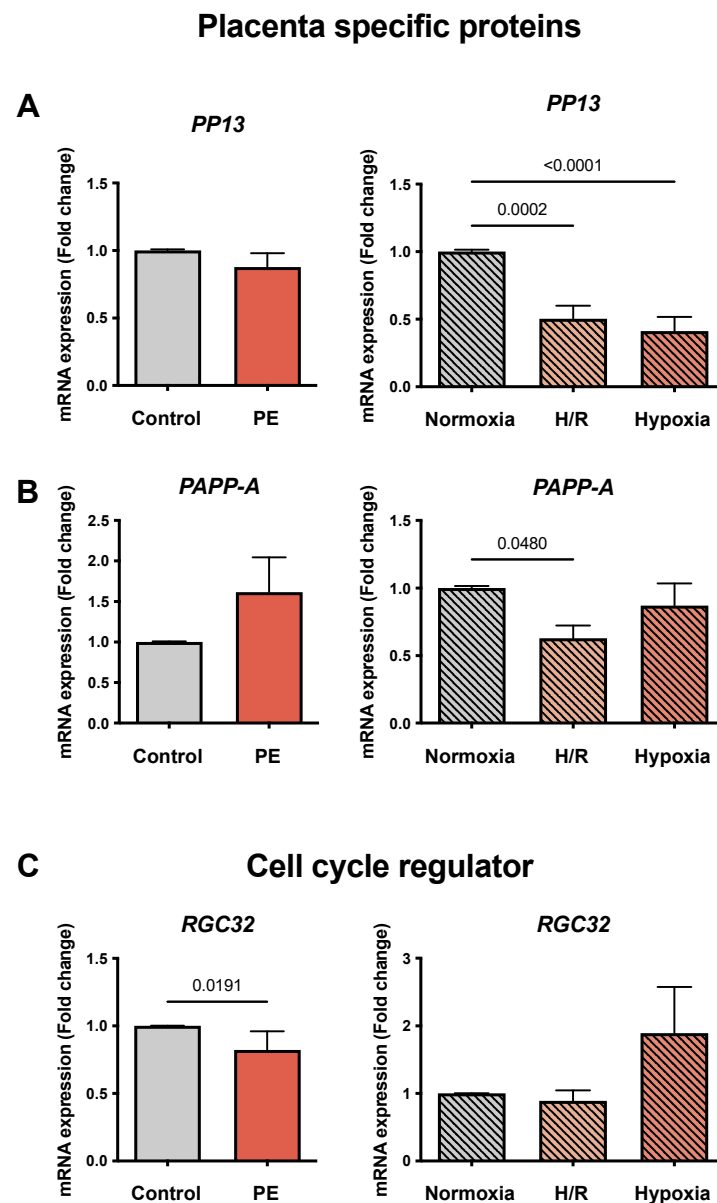 Placenta specific proteins
A
PP13
mRNA expression (Fold change)
1.5
1.0
0.5
0.0
Control PE
PP13
mRNA expression (Fold change)
1.5
1.0
0.5
0.0
<0.0001
0.0002
Normoxia H/R Hypoxia
B
PAPP-A
mRNA expression (Fold change)
2.5
2.0
1.5
1.0
0.5
0.0
Control PE
PAPP-A
mRNA expression (Fold change)
1.5
1.0
0.5
0.0
0.0480
Normoxia H/R Hypoxia
C
Cell cycle regulator
RGC32
mRNA expression (Fold change)
1.5
1.0
0.5
0.0
0.0191
Control PE
RGC32
mRNA expression (Fold change)
3
2
1
0
Normoxia H/R Hypoxia